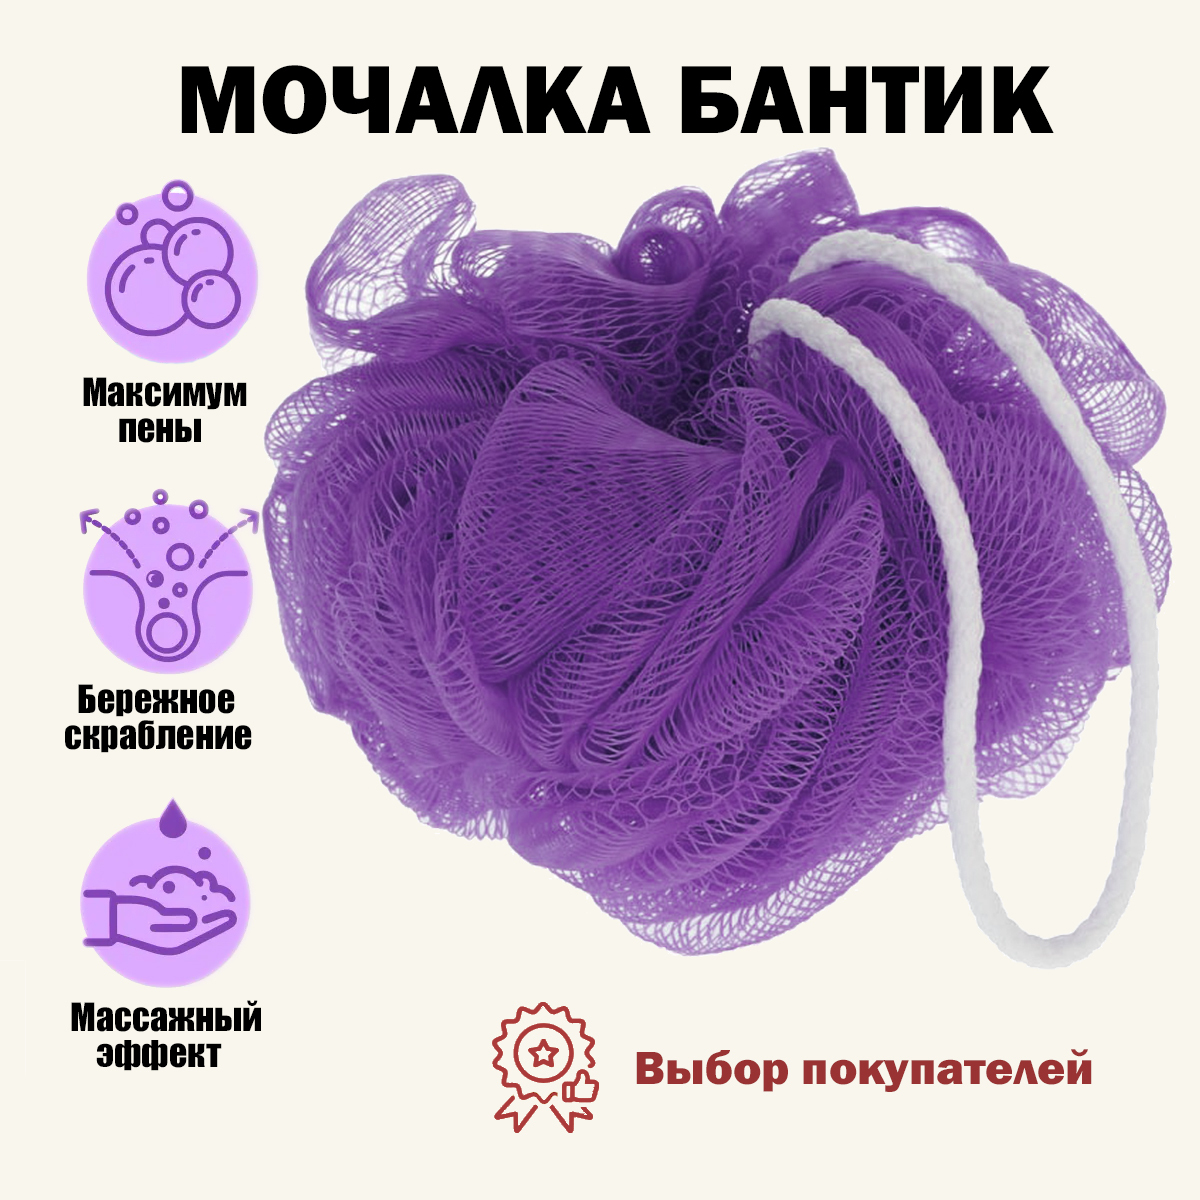 МОЧАЛКА БАНТИК
Максимум
пены
Бережное
скрабление
Массажный
эффект
Выбор покупателей